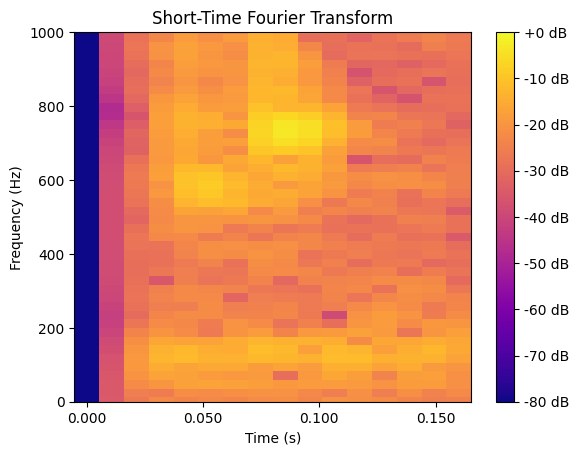 Short-Time Fourier Transform
Frequency (Hz)
1000
800
600
400
200
0
0.000
0.050
0.100
0.150
Time (s)
+0 dB
-10 dB
-20 dB
-30 dB
-40 dB
-50 dB
-60 dB
-70 dB
-80 dB